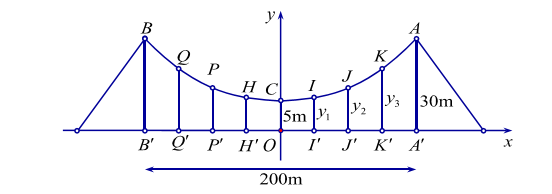 y
B A
Q K
P J
H C I
5m y₁ y₂ y₃ 30m
B′ Q′ P′ H′ O I′ J′ K′ A′ x
200m